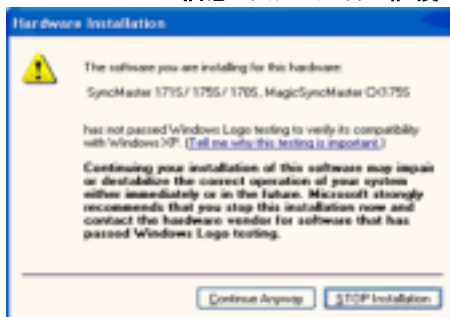 Hardware Installation
The software you are installing for this hardware:
SyncMaster 171S/ 175S/ 170S, MagicSyncMaster CX175S
has not passed Windows Logo testing to verify its compatibility
with Windows XP. (Tell me why this testing is important.)
Continuing your installation of this software may impair
or destabilize the correct operation of your system
either immediately or in the future. Microsoft strongly
recommends that you stop this installation now and
contact the hardware vendor for software that has
passed Windows Logo testing.
Continue Anyway
STOP Installation